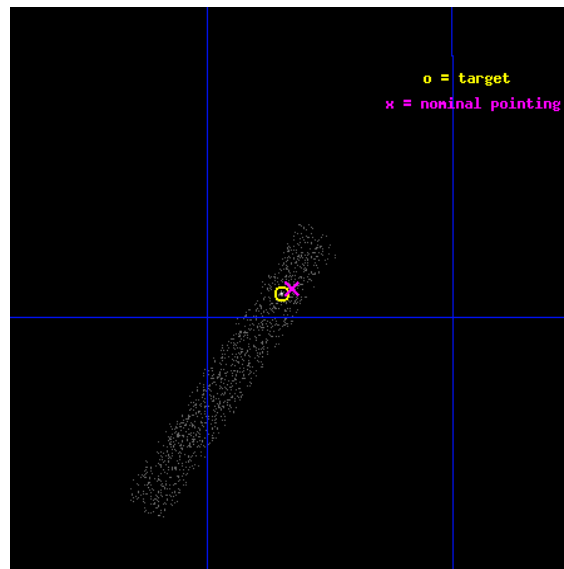 o = target
x = nominal pointing